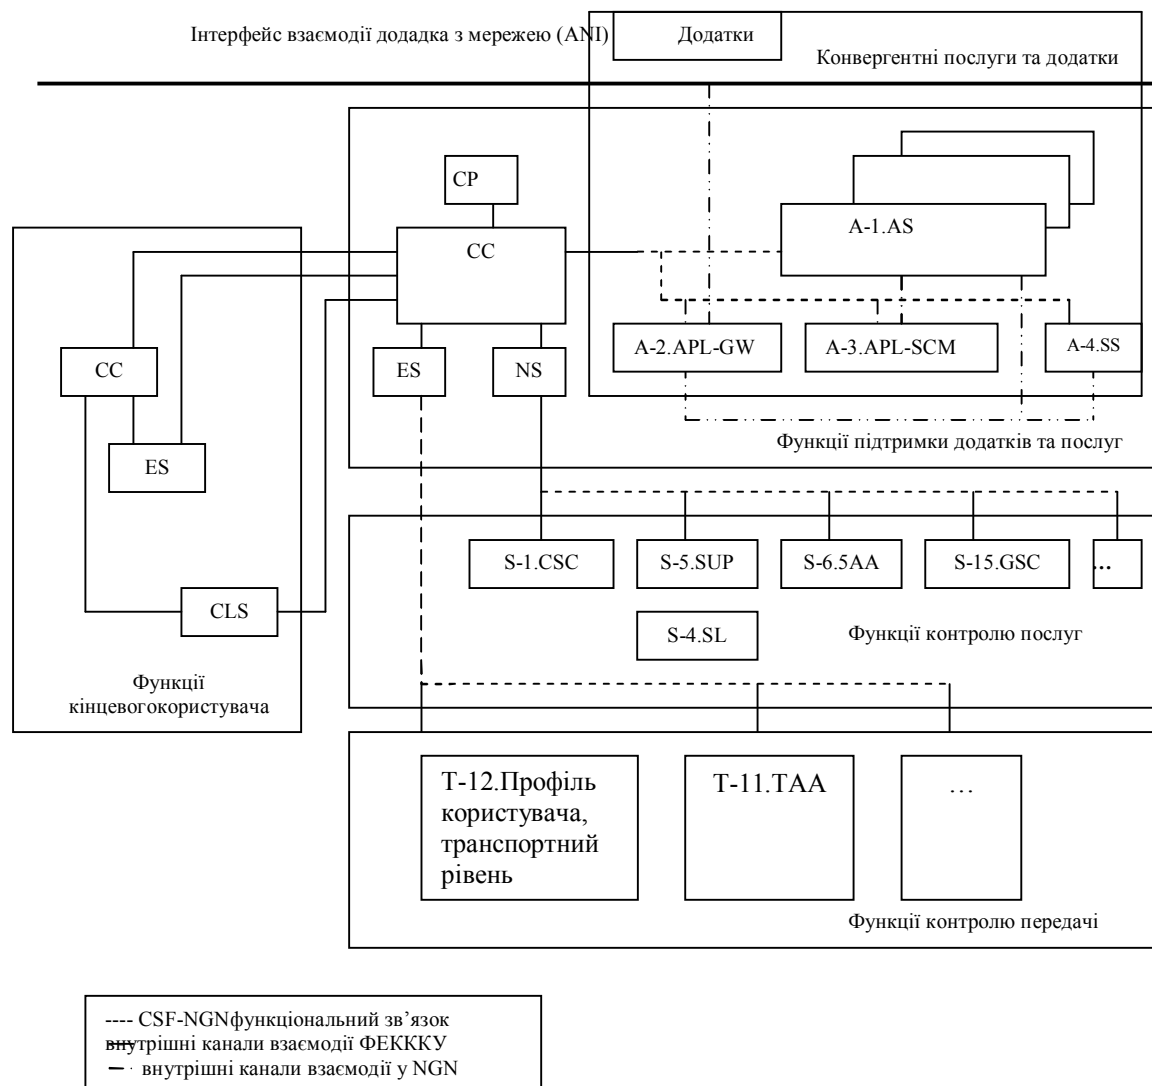 Інтерфейс взаємодії додадка з мережею (ANI)
Додатки
Конвергентні послуги та додатки
CP
CC
A-1.AS
A-2.APL-GW
A-3.APL-SCM
A-4.SS
CC
ES
NS
ES
Функції підтримки додатків та послуг
S-1.CSC
S-5.SUP
S-6.5AA
S-15.GSC
...
CLS
S-4.SL
Функції контролю послуг
Функції
кінцевогокористувача
T-12.Профіль
користувача,
транспортний
рівень
T-11.TAA
...
Функції контролю передачі
---- CSF-NGNфункціональний зв’язок
внутрішні канали взаємодії ФЕКККУ
внутрішні канали взаємодії у NGN